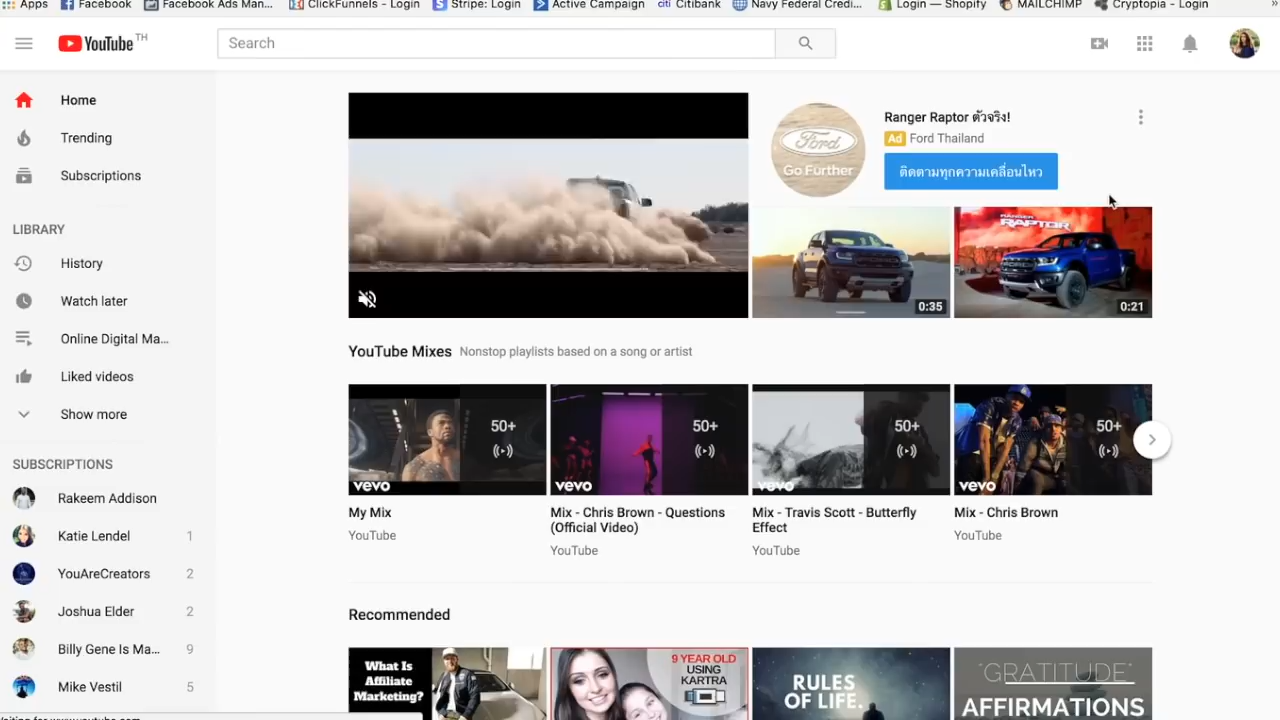 Apps Facebook Facebook Ads Man... ClickFunnels - Login Stripe: Login Active Campaign citi Citibank Navy Federal Credi... Login — Shopify MAILCHIMP Cryptopia - Login »
YouTube TH
Search
Home
Trending
Subscriptions
LIBRARY
History
Watch later
Online Digital Ma...
Liked videos
Show more
SUBSCRIPTIONS
Rakeem Addison
Katie Lendel 1
YouAreCreators 2
Joshua Elder 2
Billy Gene Is Ma... 9
Mike Vestil 5
Ford
Go Further
Ranger Raptor ตัวจริง!
Ad Ford Thailand
ติดตามทุกความเคลื่อนไหว
0:35
RANGER
RAPTOR
0:21
YouTube Mixes Nonstop playlists based on a song or artist
50+
vevo
My Mix
YouTube
50+
vevo
Mix - Chris Brown - Questions
(Official Video)
YouTube
50+
vevo
Mix - Travis Scott - Butterfly
Effect
YouTube
50+
vevo
Mix - Chris Brown
YouTube
Recommended
What Is
Affiliate
Marketing?
9 YEAR OLD
USING
KARTRA
RULES
OF LIFE.
"GRATITUDE"
AFFIRMATIONS